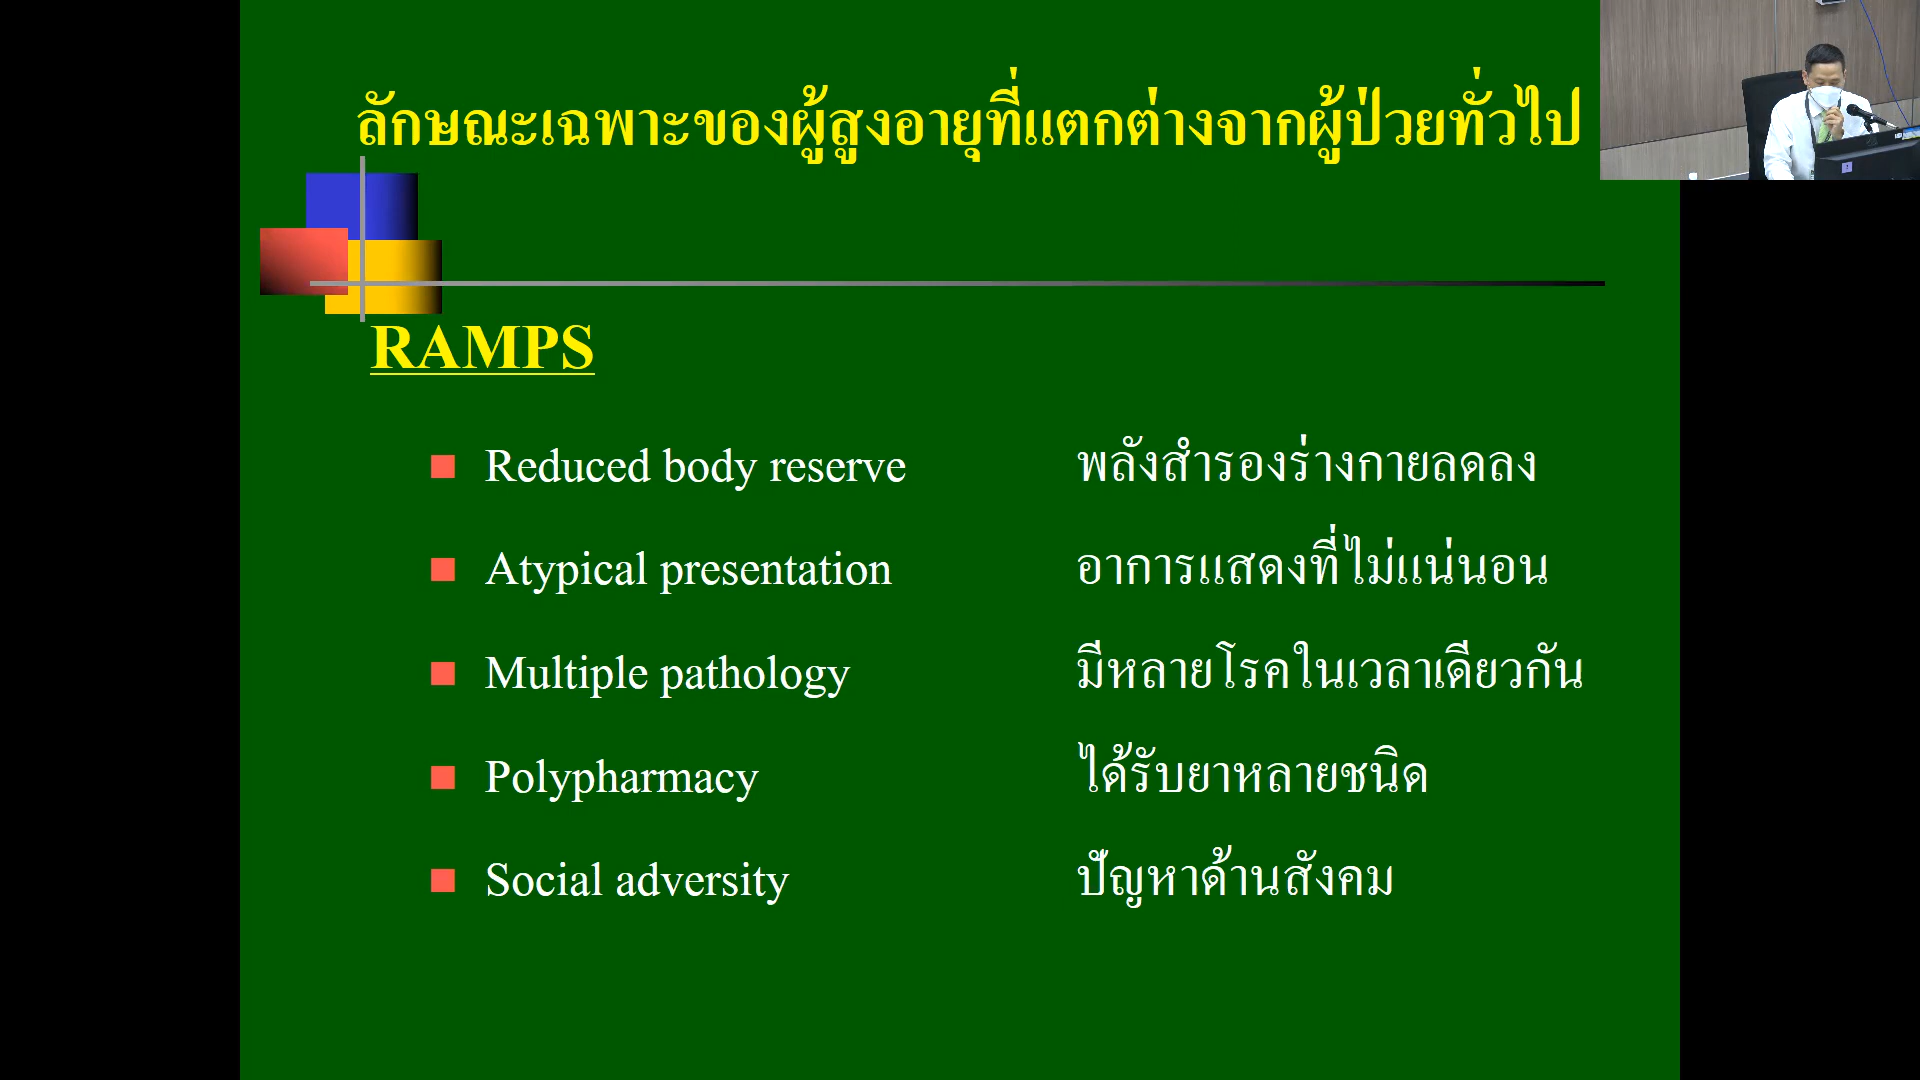 ลักษณะเฉพาะของผู้สูงอายุที่แตกต่างจากผู้ป่วยทั่วไป
RAMPS
Reduced body reserve พลังสำรองร่างกายลดลง
Atypical presentation อาการแสดงที่ไม่แน่นอน
Multiple pathology มีหลายโรคในเวลาเดียวกัน
Polypharmacy ได้รับยาหลายชนิด
Social adversity ปัญหาด้านสังคม